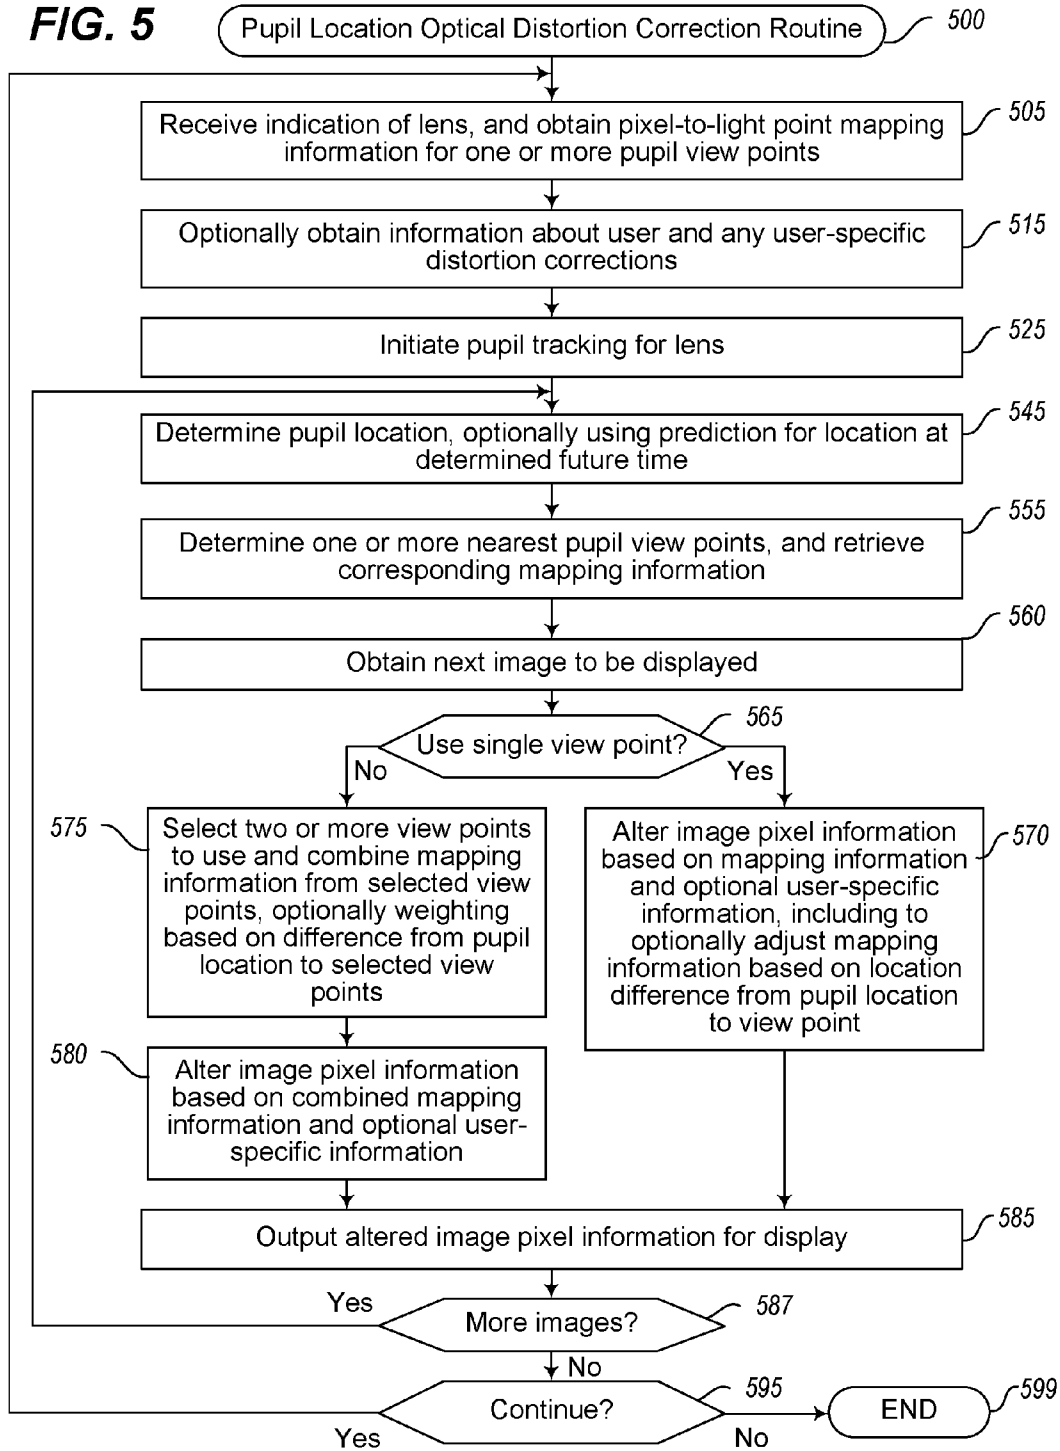 FIG. 5
Pupil Location Optical Distortion Correction Routine
500
Receive indication of lens, and obtain pixel-to-light point mapping
information for one or more pupil view points
505
Optionally obtain information about user and any user-specific
distortion corrections
515
Initiate pupil tracking for lens
525
Determine pupil location, optionally using prediction for location at
determined future time
545
Determine one or more nearest pupil view points, and retrieve
corresponding mapping information
555
Obtain next image to be displayed
560
Use single view point?
565
No
Yes
575
Select two or more view points
to use and combine mapping
information from selected view
points, optionally weighting
based on difference from pupil
location to selected view
points
Alter image pixel information
based on mapping information
and optional user-specific
information, including to
optionally adjust mapping
information based on location
difference from pupil location
to view point
570
580
Alter image pixel information
based on combined mapping
information and optional user-
specific information
Output altered image pixel information for display
585
Yes
More images?
587
No
Continue?
595
Yes
No
END
599